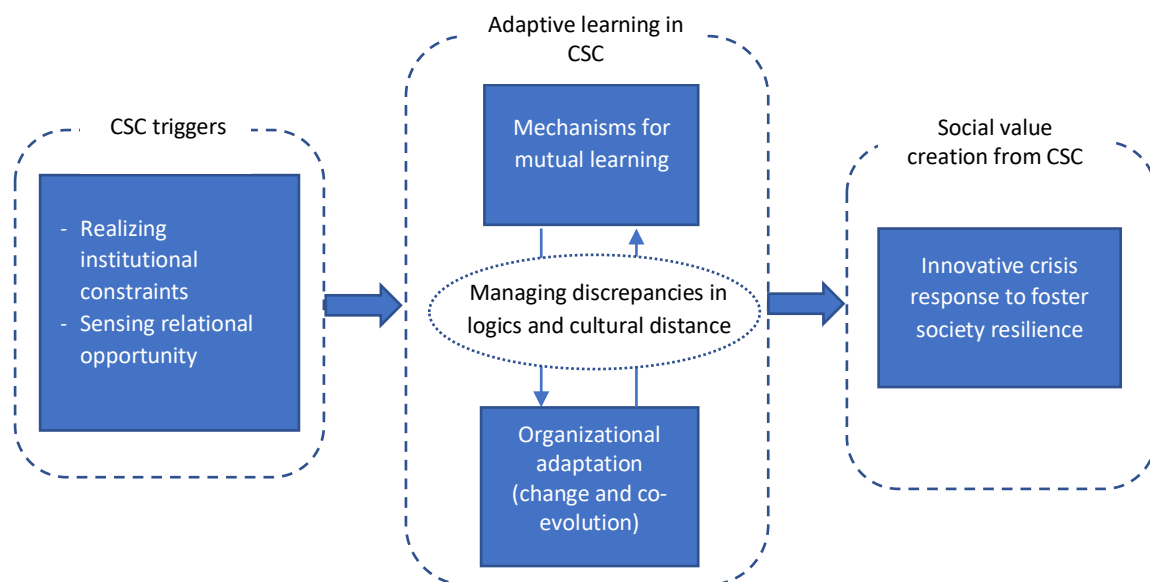 CSC triggers
- Realizing
institutional
constraints
- Sensing relational
opportunity
Adaptive learning in
CSC
Mechanisms for
mutual learning
Managing discrepancies in
logics and cultural distance
Organizational
adaptation
(change and co-
evolution)
Social value
creation from CSC
Innovative crisis
response to foster
society resilience